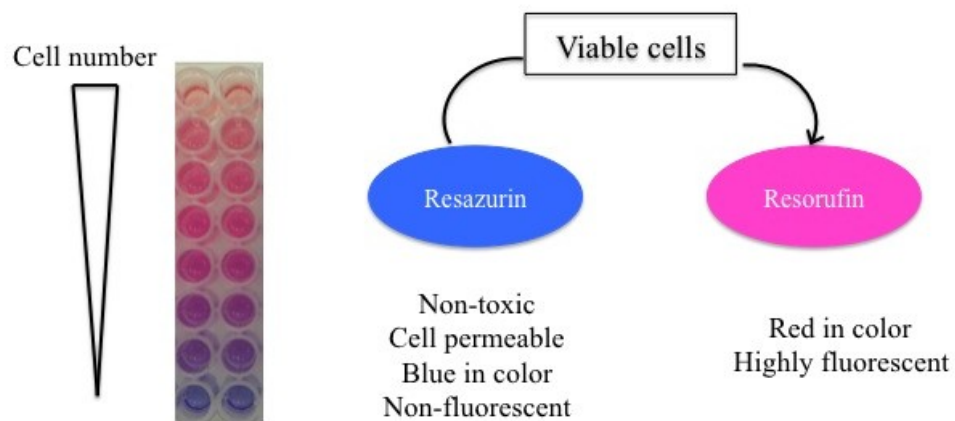 Cell number
Viable cells
Resazurin
Resorufin
Non-toxic
Cell permeable
Blue in color
Non-fluorescent
Red in color
Highly fluorescent